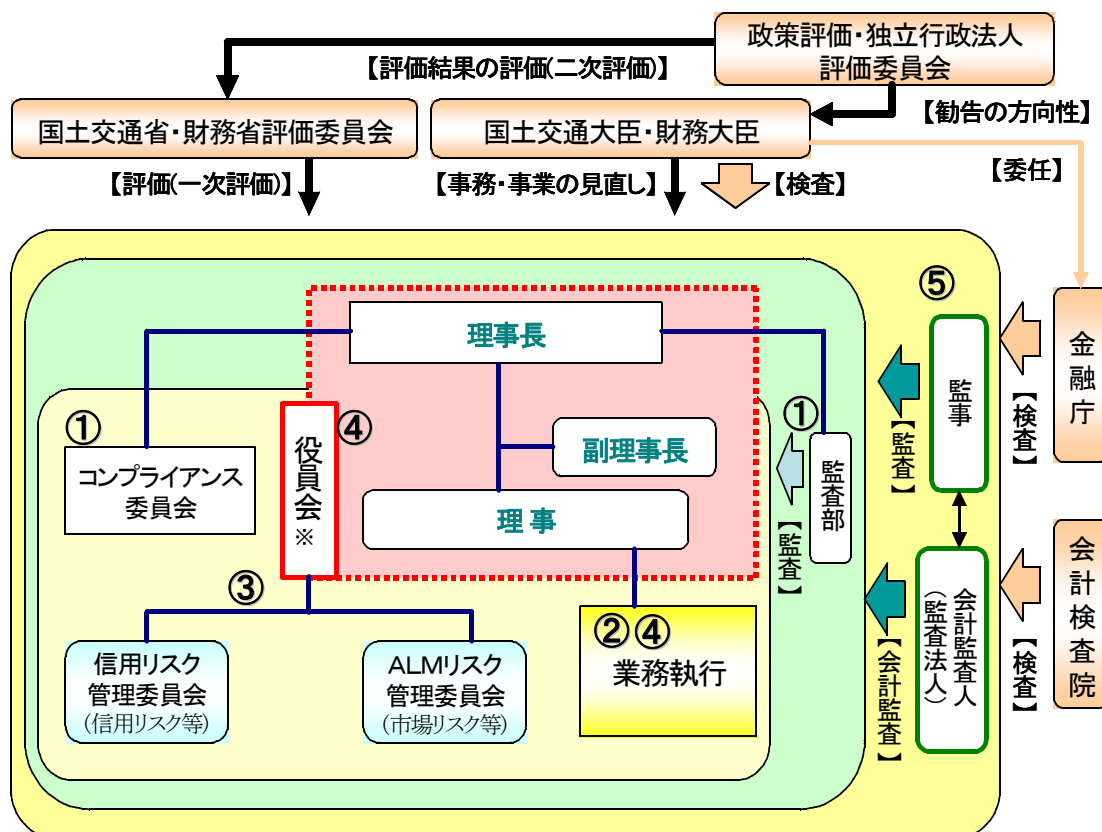 政策評価・独立行政法人
評価委員会
【評価結果の評価(二次評価)】
【勧告の方向性】
国土交通省・財務省評価委員会
国土交通大臣・財務大臣
【評価(一次評価)】
【事務・事業の見直し】
【検査】
【委任】
⑤
理事長
金融庁
【検査】
監事
【監査】
①
コンプライアンス
委員会
役員会※
④
副理事長
理 事
①
監査部
【監査】
③
信用リスク
管理委員会
(信用リスク等)
ALMリスク
管理委員会
(市場リスク等)
②④
業務執行
会計監査人
(監査法人)
【会計監査】
会計検査院
【検査】